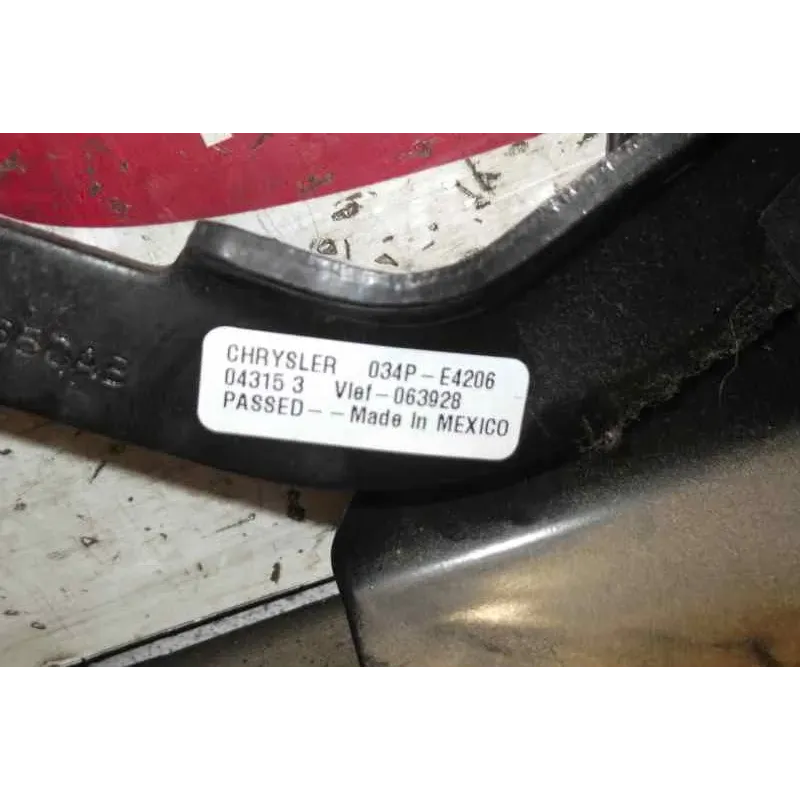 CHRYSLER 034P-E4206
04315 3 Vlef-063928
PASSED- -Made In MEXICO